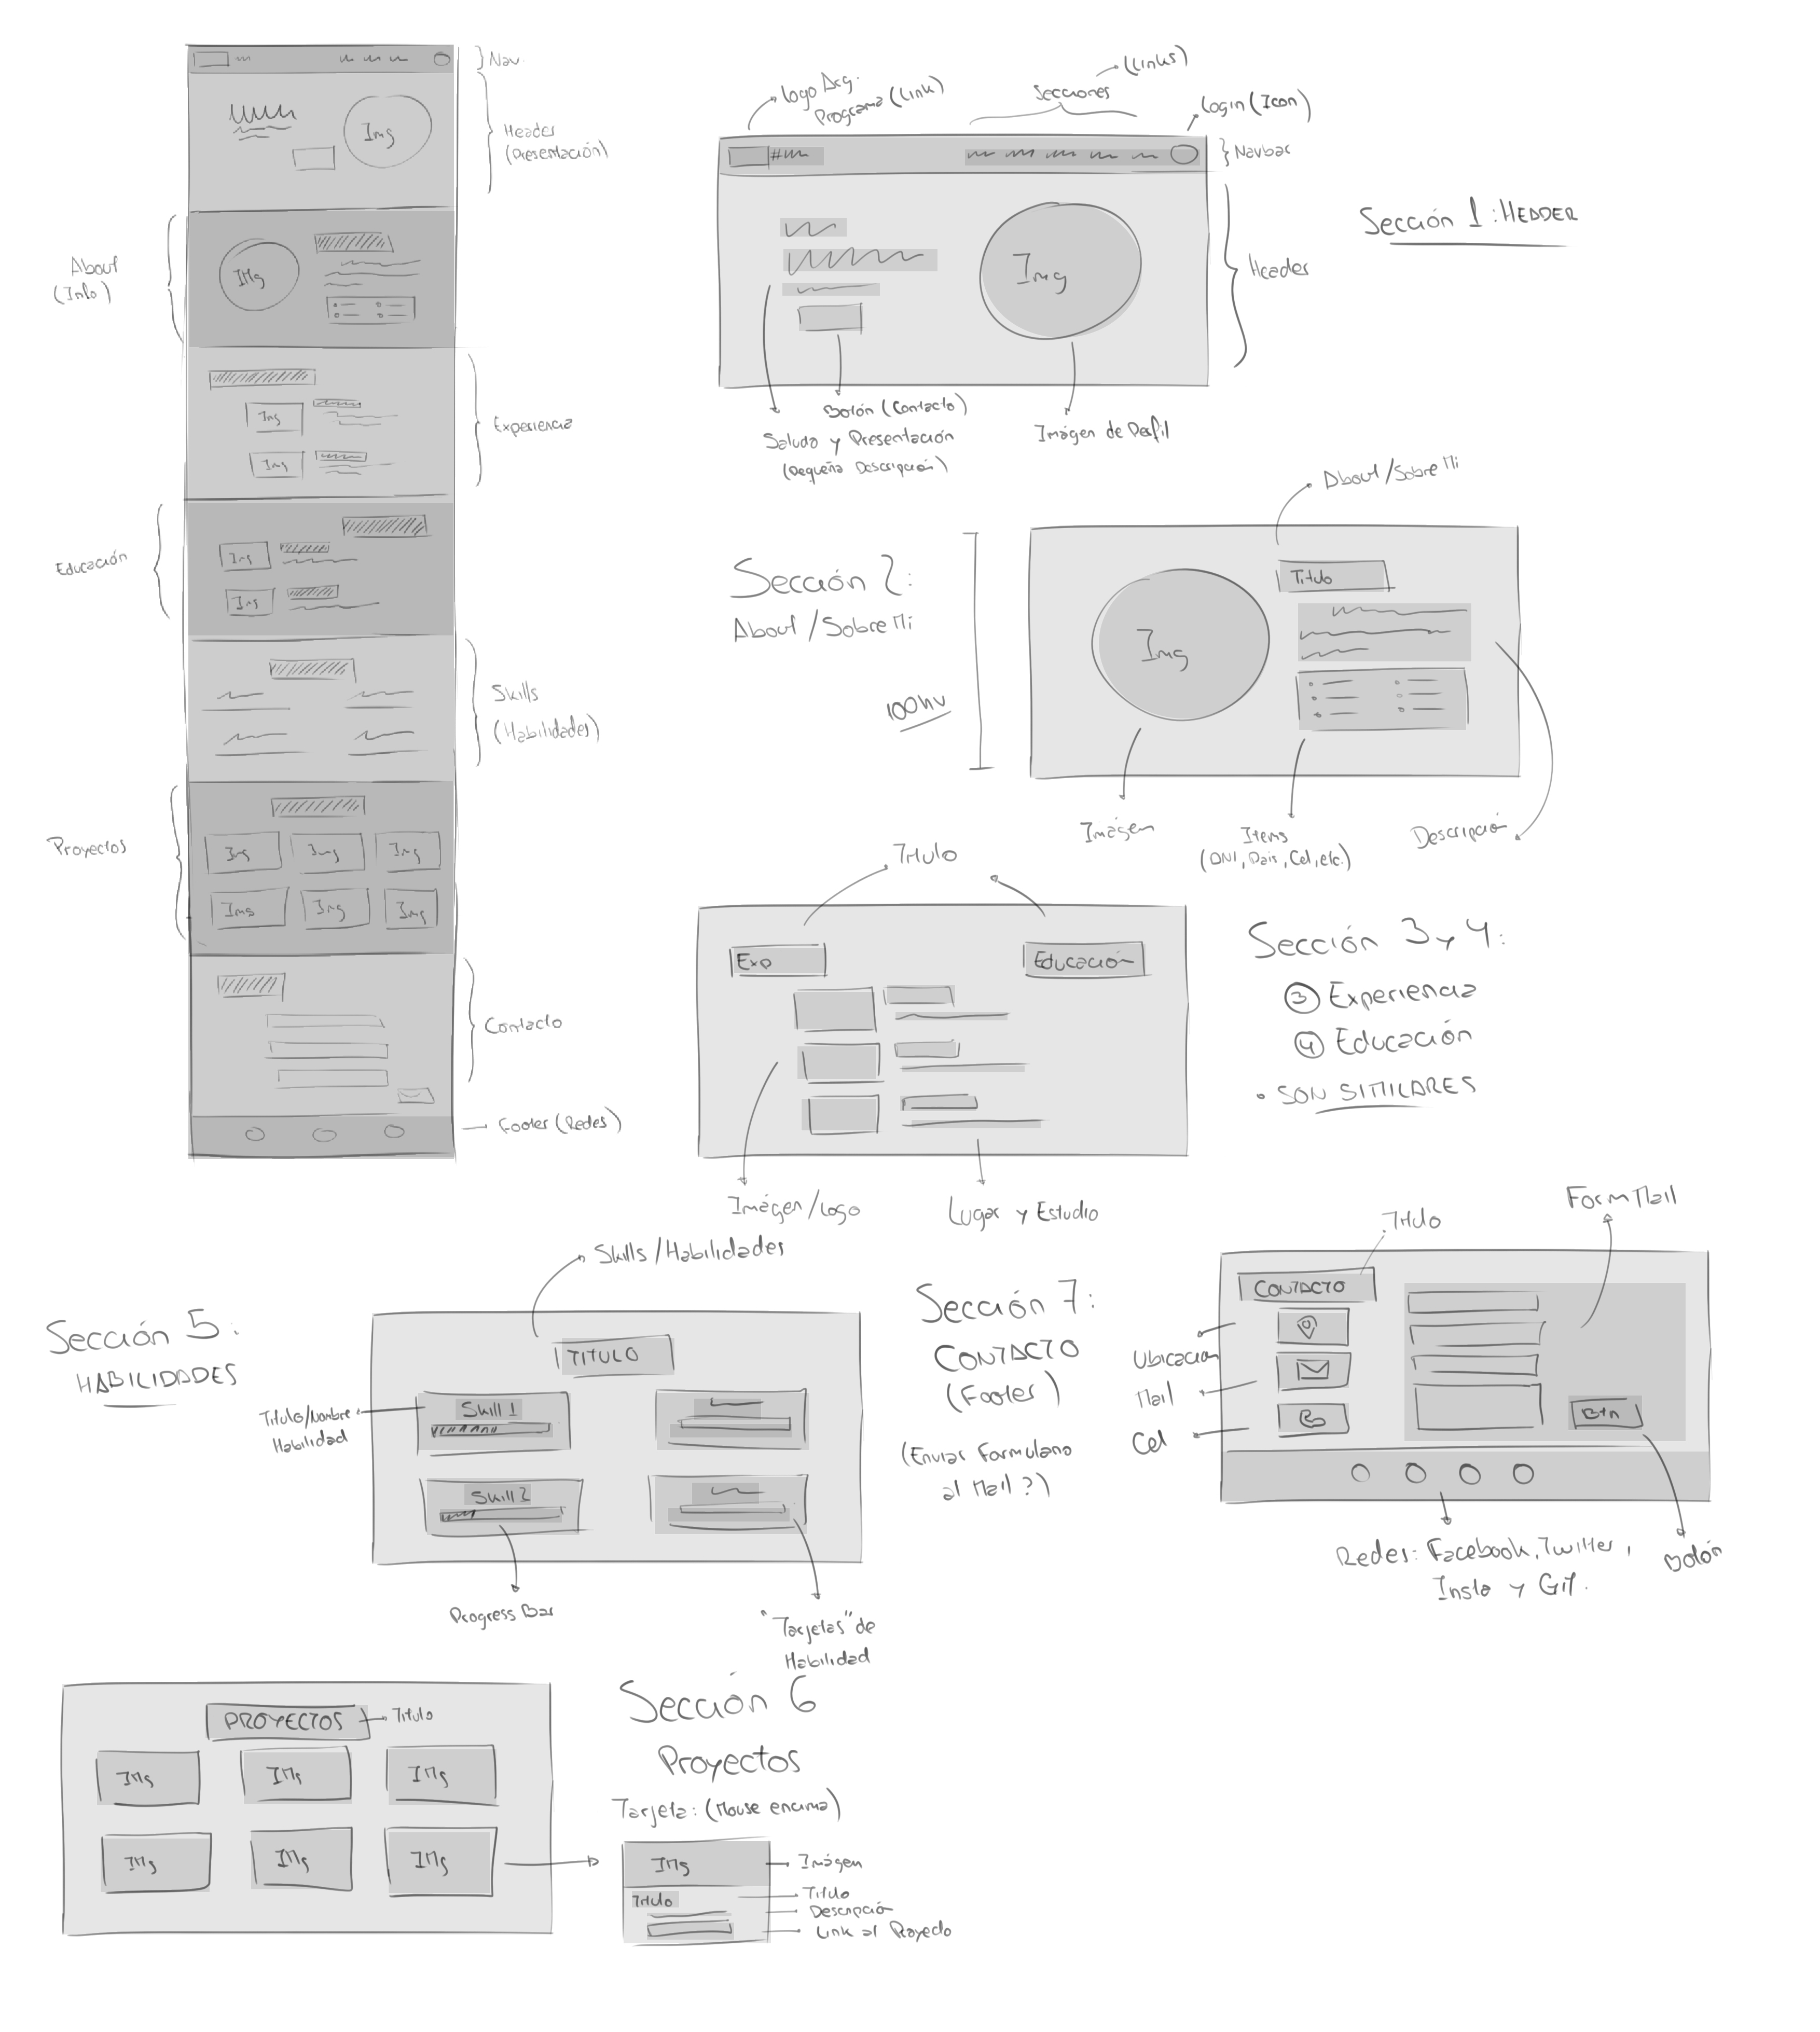 Nav.
Img
Header
(Presentación)
About
(Info)
IMg
Img
Img
Experiencia
Educación
Img
Img
Skills
(Habilidades)
Proyectos
Img
Img
Img
Img
Img
Img
Contacto
Footer (Redes)
Logo Arg.
Programa (Link)
Secciones
(Links)
Login (Icon)
#
Navbar
Img
Header
Sección 1: HEADER
Botón (Contacto)
Saludo y Presentación
(Pequeña Descripción)
Imágen de Perfil
Sección 2:
About / Sobre Mi
100hv
About / Sobre Mi
Titulo
Img
Imágen
Items
(DNI, Pais, Cel, etc.)
Descripción
Titulo
Exp
Educación
Imágen/Logo
Lugar y Estudio
Sección 3 y 4:
3 Experiencia
4 Educación
• SON SIMILARES
Sección 5:
HABILIDADES
Skills / Habilidades
TITULO
Titulo/Nombre
Habilidad
Skill 1
Skill 2
Progress Bar
"Tarjetas" de
Habilidad
Sección 7:
CONTACTO
(Footer)
(Enviar Formulario
al Mail?)
Titulo
Form Mail
CONTACTO
Ubicación
Mail
Cel
Btn
Redes: Facebook, Twitter,
Insta y Git.
Botón
PROYECTOS
Titulo
IMg
IMg
IMg
IMg
IMg
IMg
Sección 6
Proyectos
Tarjeta: (Mouse encima)
IMg
Imágen
Titulo
Titulo
Descripción
Link al Proyecto